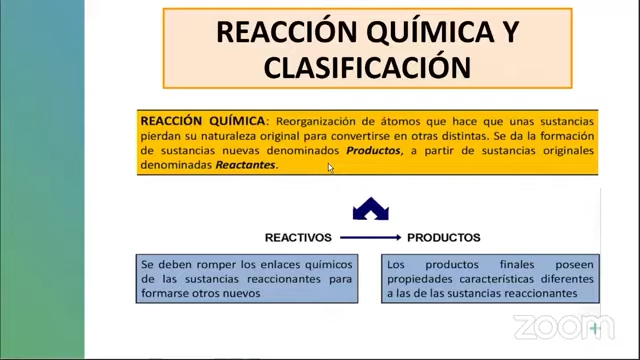 REACCIÓN QUÍMICA Y
CLASIFICACIÓN
REACCIÓN QUÍMICA: Reorganización de átomos que hace que unas sustancias
pierdan su naturaleza original para convertirse en otras distintas. Se da la formación
de sustancias nuevas denominados Productos, a partir de sustancias originales
denominadas Reactantes.
REACTIVOS
PRODUCTOS
Se deben romper los enlaces químicos
de las sustancias reaccionantes para
formarse otros nuevos
Los productos finales poseen
propiedades características diferentes
a las de las sustancias reaccionantes
zoom